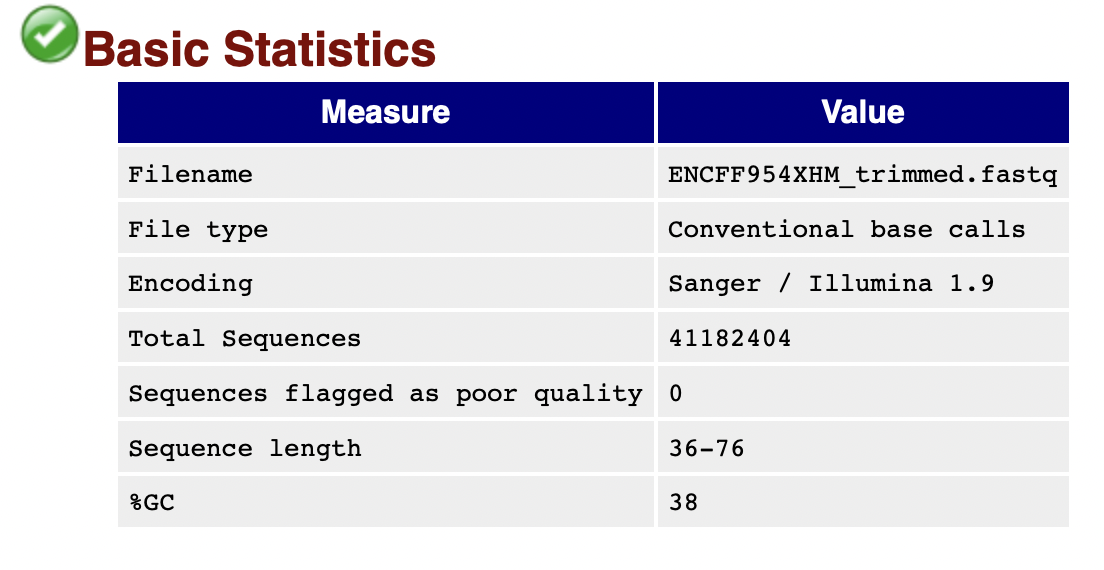 Basic Statistics
Measure Value
Filename ENCFF954XHM_trimmed.fastq
File type Conventional base calls
Encoding Sanger / Illumina 1.9
Total Sequences 41182404
Sequences flagged as poor quality 0
Sequence length 36-76
%GC 38